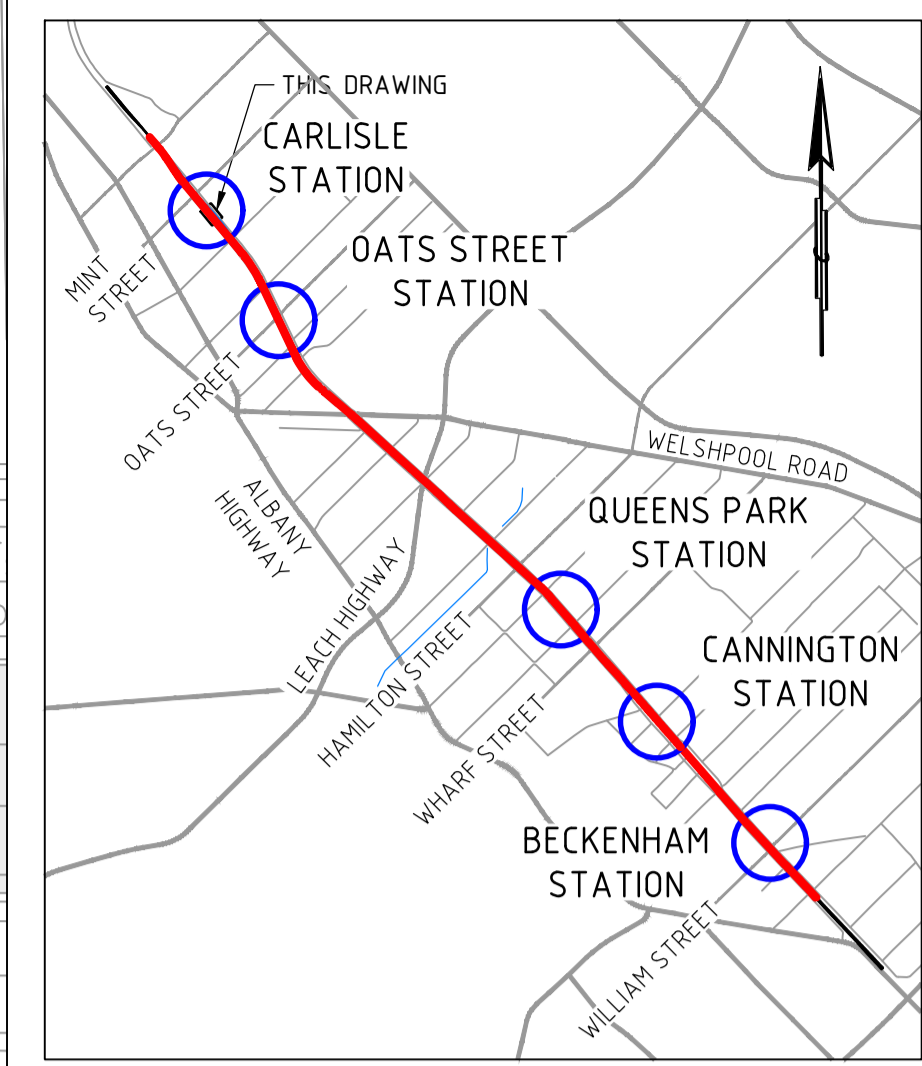 THIS DRAWING
CARLISLE
STATION
OATS STREET
STATION
MINT
STREET
OATS STREET
ALBANY
HIGHWAY
WELSHPOOL ROAD
QUEENS PARK
STATION
LEACH HIGHWAY
HAMILTON STREET
CANNINGTON
STATION
WHARF STREET
BECKENHAM
STATION
WILLIAM STREET